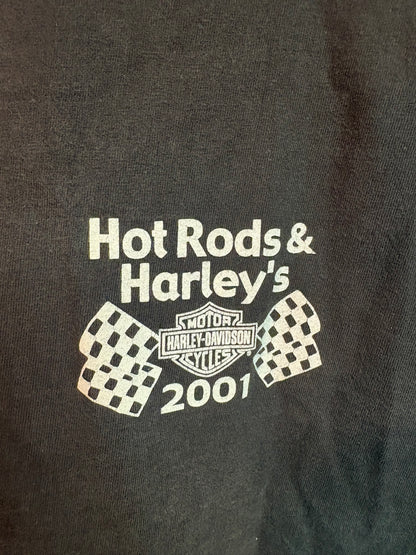 Hot Rods &
Harley's
MOTOR
HARLEY-DAVIDSON
CYCLES
2001